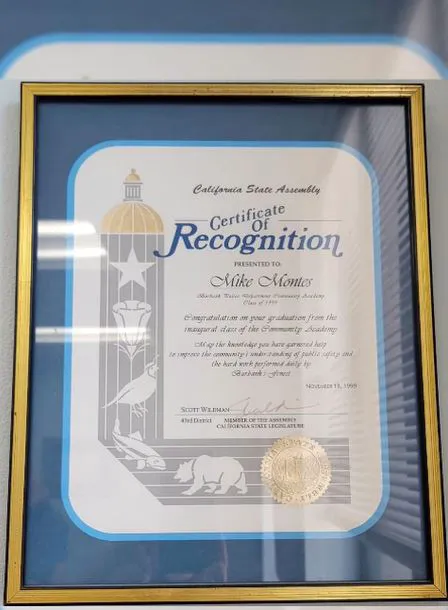 California State Assembly
Certificate
Of
Recognition
PRESENTED TO:
Mike Montes
Burbank Police Department Community Academy
Class of 1998
Congratulation on your graduation from the
inaugural class of the Community Academy.
May the knowledge you have garnered help
to improve the community's understanding of public safety and
the hard work performed daily by
Burbank's Finest
NOVEMBER 18, 1998
SCOTT WILDMAN
43rd District
MEMBER OF THE ASSEMBLY
CALIFORNIA STATE LEGISLATURE